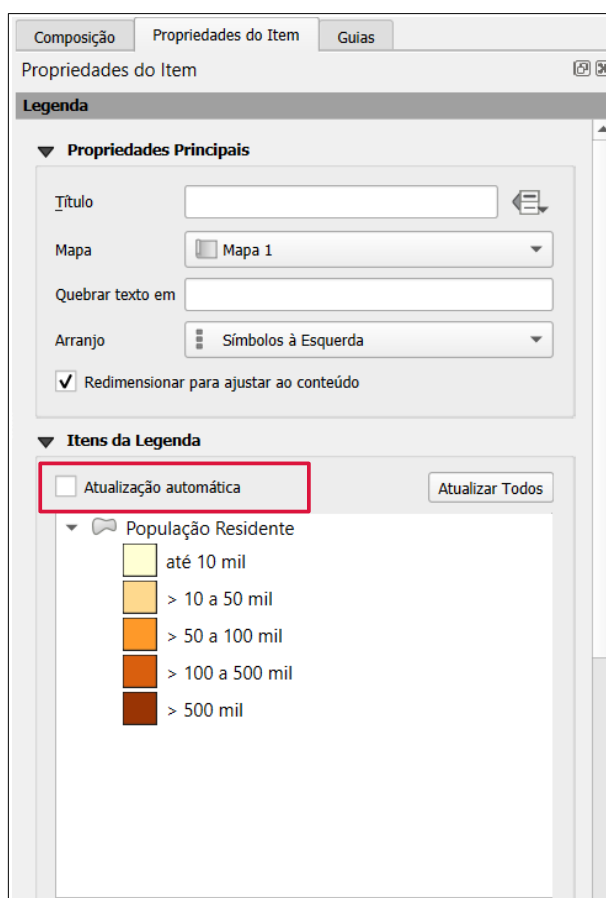 Composição Propriedades do Item Guias
Propriedades do Item
Legenda
Propriedades Principais
Título
Mapa Mapa 1
Quebrar texto em
Arranjo Símbolos à Esquerda
Redimensionar para ajustar ao conteúdo
Itens da Legenda
Atualização automática Atualizar Todos
População Residente
até 10 mil
> 10 a 50 mil
> 50 a 100 mil
> 100 a 500 mil
> 500 mil